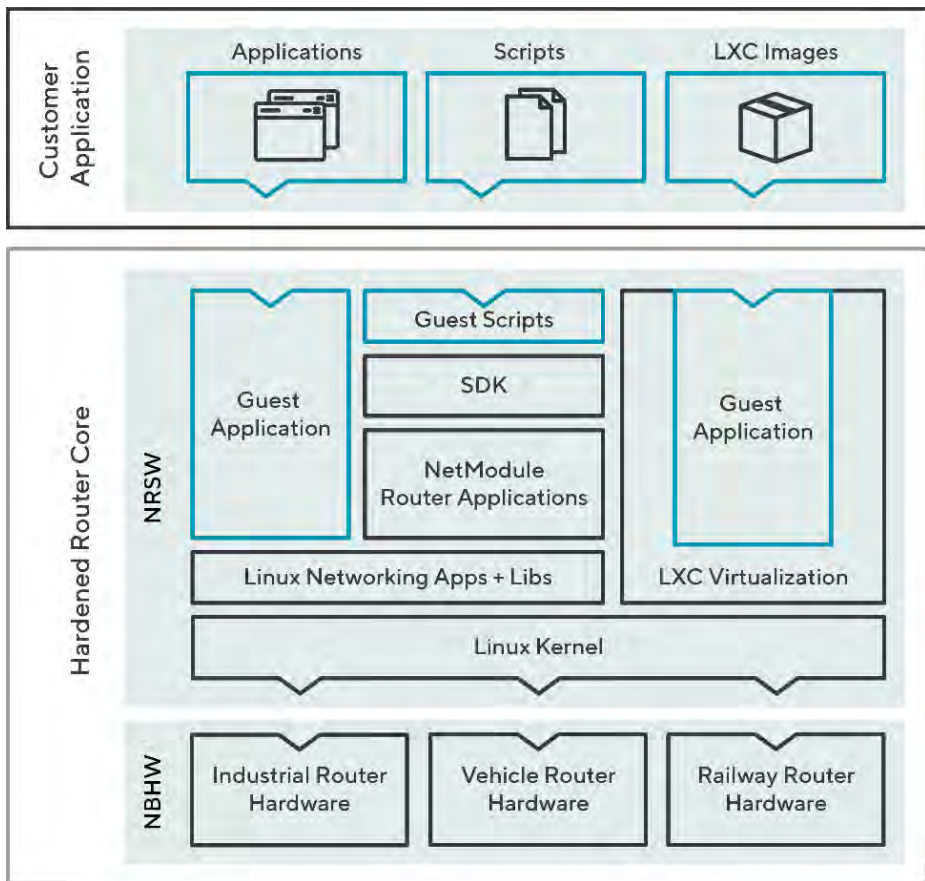 Customer
Application
Applications
Scripts
LXC Images
Hardened Router Core
NRSW
Guest
Application
Guest Scripts
SDK
NetModule
Router Applications
Guest
Application
Linux Networking Apps + Libs
LXC Virtualization
Linux Kernel
NBHW
Industrial Router
Hardware
Vehicle Router
Hardware
Railway Router
Hardware